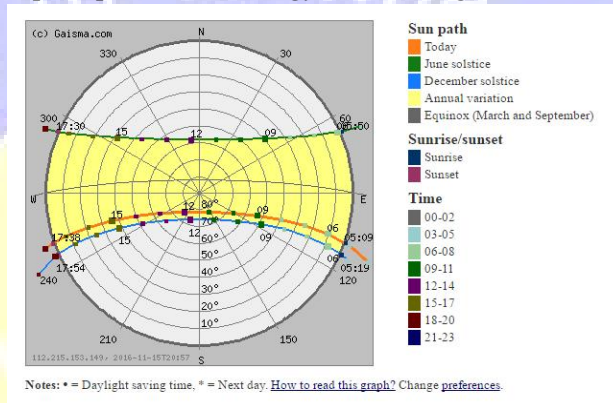 (c) Gaisma.com
N
330
30
300
17:30
15
12
09
60
05:50
W
E
80°
70°
60°
50°
40°
30°
20°
10°
12
15
09
06
05:09
17:38
12
15
09
06
05:19
17:54
240
120
210
150
S
112.215.153.149, 2016-11-15T20:57
Sun path
Today
June solstice
December solstice
Annual variation
Equinox (March and September)
Sunrise/sunset
Sunrise
Sunset
Time
00-02
03-05
06-08
09-11
12-14
15-17
18-20
21-23
Notes: • = Daylight saving time, * = Next day. How to read this graph? Change preferences.